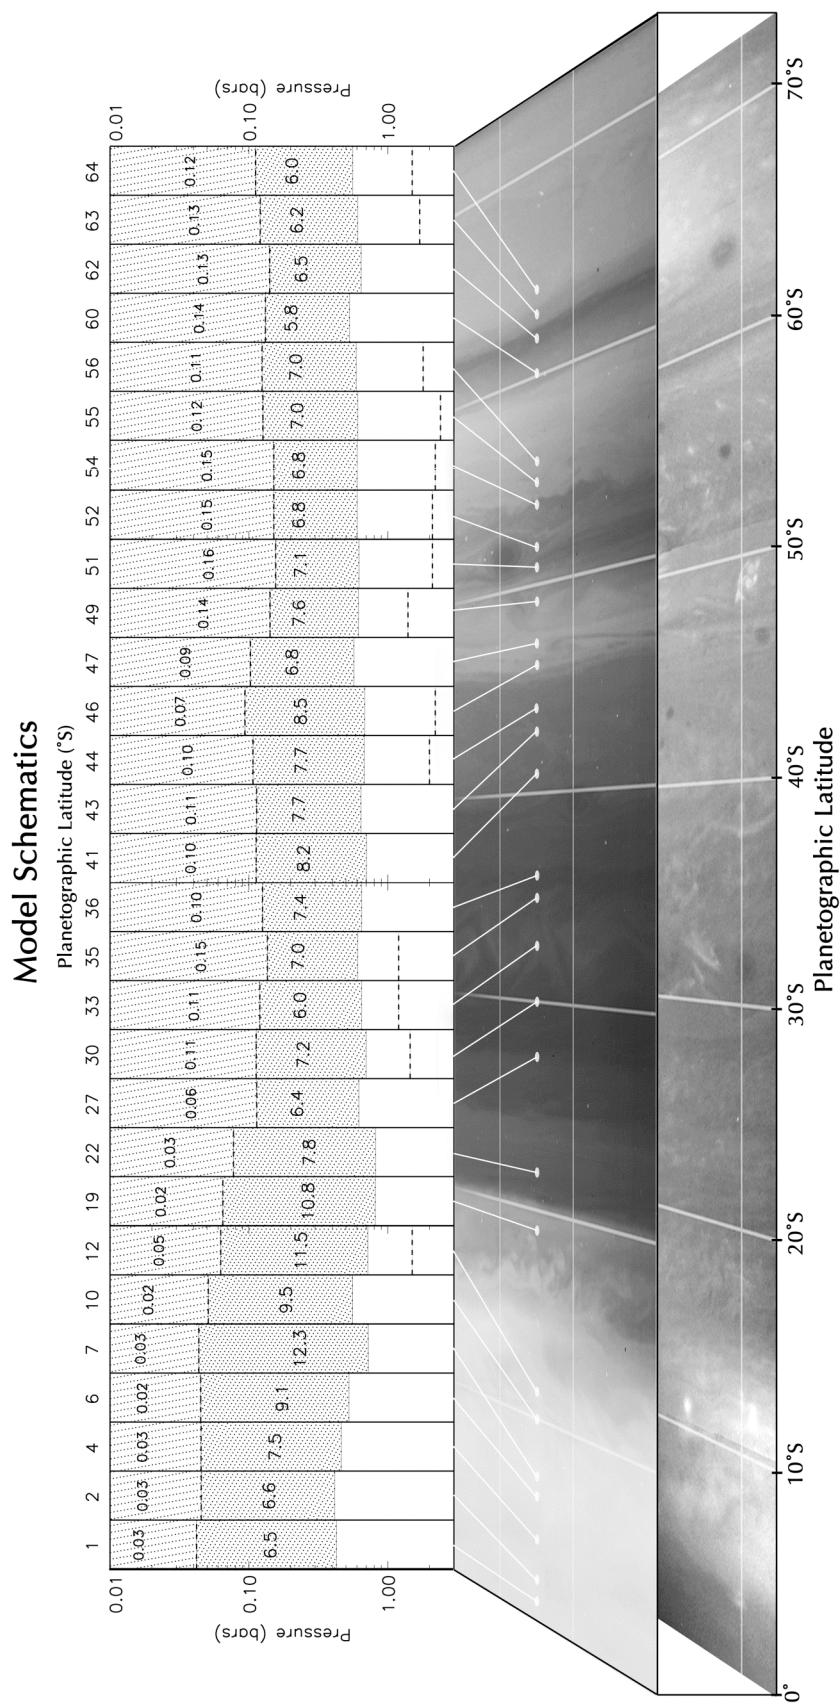 Model Schematics
Planetographic Latitude (°S)
1 2 4 6 7 10 12 19 22 27 30 33 35 36 41 43 44 46 47 49 51 52 54 55 56 60 62 63 64
0.01 0.01
0.03 0.03 0.03 0.02 0.03 0.02 0.05 0.02 0.03 0.06 0.11 0.11 0.15 0.10 0.10 0.11 0.10 0.07 0.09 0.14 0.16 0.15 0.15 0.12 0.11 0.14 0.13 0.13 0.12
Pressure (bars) Pressure (bars)
0.10 0.10
6.5 6.6 7.5 9.1 12.3 9.5 11.5 10.8 7.8 6.4 7.2 6.0 7.0 7.4 8.2 7.7 7.7 8.5 6.8 7.6 7.1 6.8 6.8 7.0 7.0 5.8 6.5 6.2 6.0
1.00 1.00
0° 10°S 20°S 30°S 40°S 50°S 60°S 70°S
Planetographic Latitude